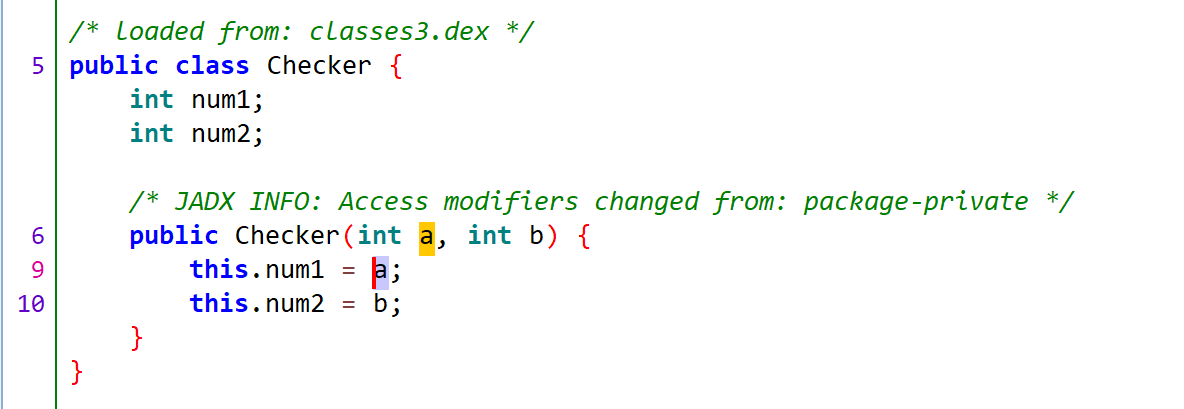 /* loaded from: classes3.dex */
5 public class Checker {
int num1;
int num2;
/* JADX INFO: Access modifiers changed from: package-private */
6 public Checker(int a, int b) {
9 this.num1 = a;
10 this.num2 = b;
}
}